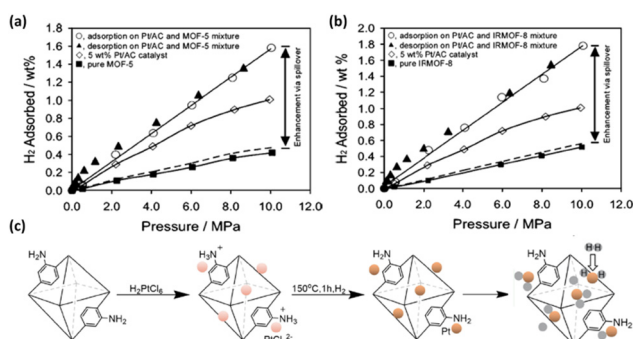 (a)
H₂ Adsorbed / wt%
1.8
1.6
1.4
1.2
1.0
0.8
0.6
0.4
0.2
0.0
○ adsorption on Pt/AC and MOF-5 mixture
▲ desorption on Pt/AC and MOF-5 mixture
◇ 5 wt% Pt/AC catalyst
■ pure MOF-5
Enhancement via spillover
0.0 2.0 4.0 6.0 8.0 10.0 12.0
Pressure / MPa
(b)
H₂ Adsorbed / wt%
2.0
1.8
1.6
1.4
1.2
1.0
0.8
0.6
0.4
0.2
0.0
○ adsorption on Pt/AC and IRMOF-8 mixture
▲ desorption on Pt/AC and IRMOF-8 mixture
◇ 5 wt% Pt/AC catalyst
■ pure IRMOF-8
Enhancement via spillover
0.0 2.0 4.0 6.0 8.0 10.0 12.0
Pressure / MPa
(c)
H₂N
NH₂
H₂PtCl₆
H₃N⁺
NH₃⁺
PtCl₆²⁻
150°C,1h,H₂
H₂N
NH₂
Pt
H₂N
NH₂
H H
H H